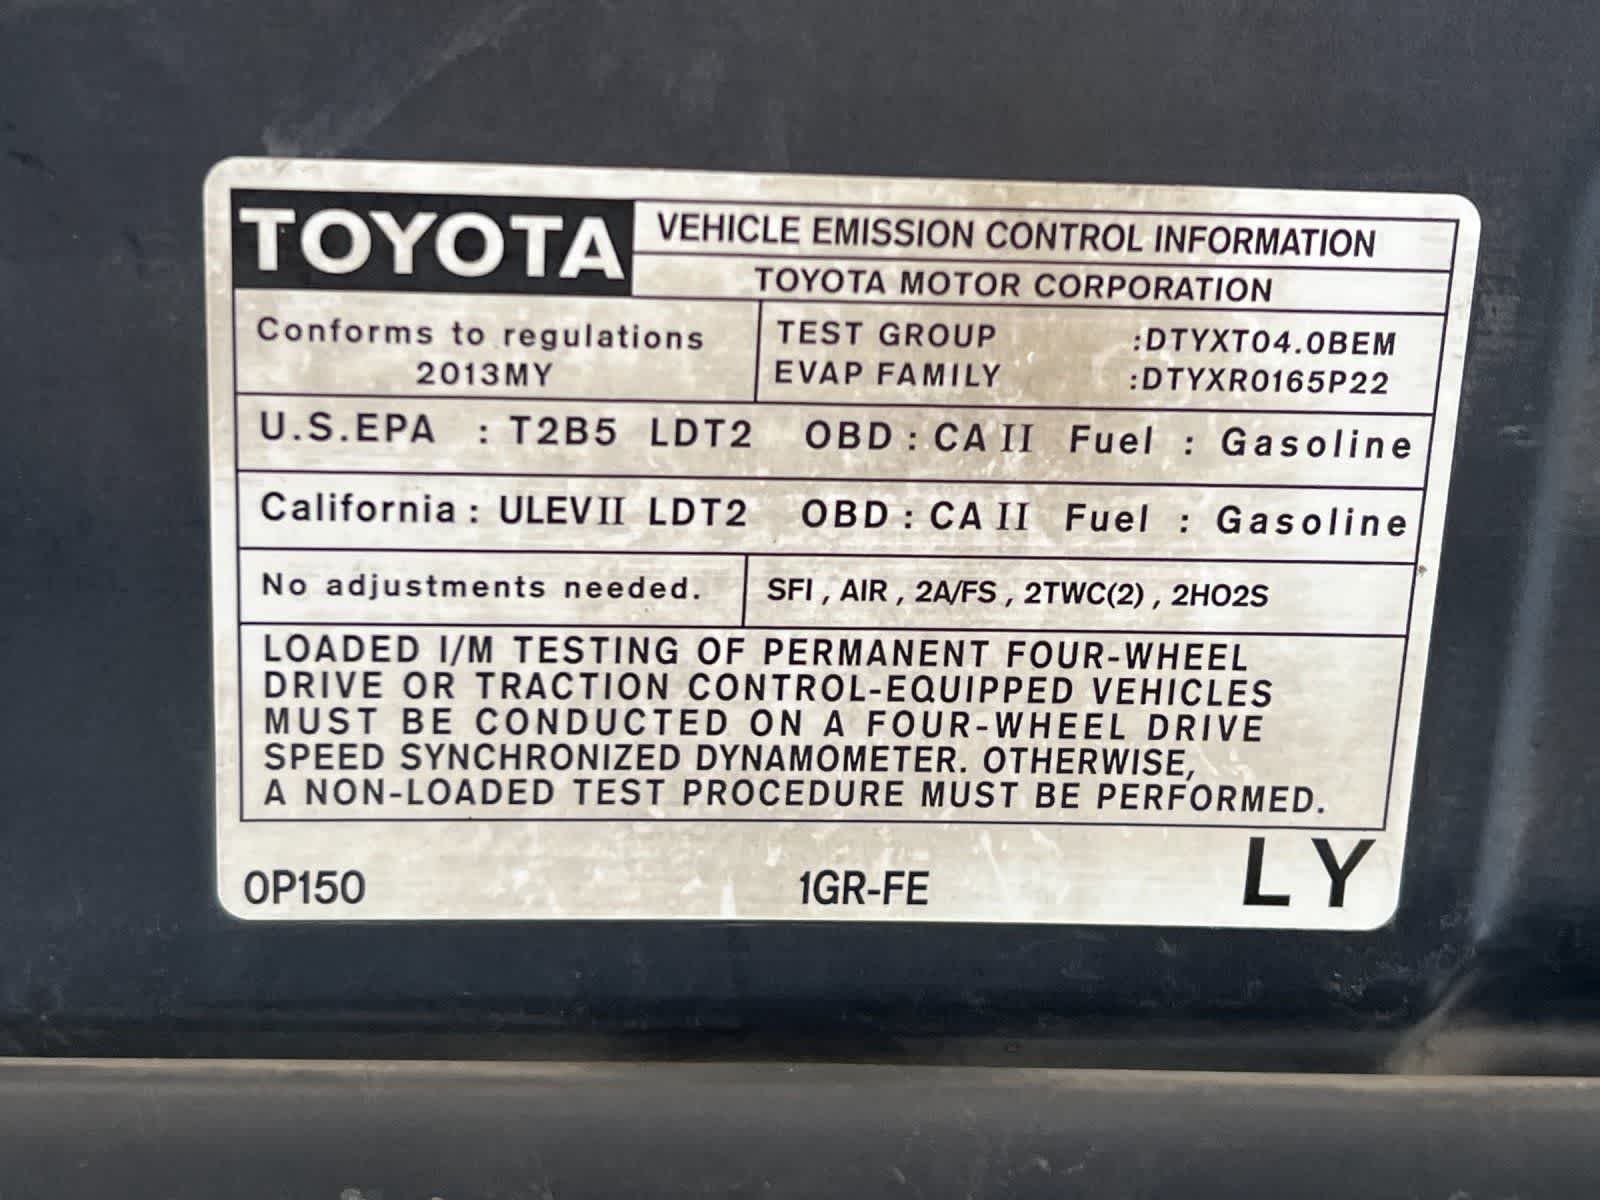 TOYOTA
VEHICLE EMISSION CONTROL INFORMATION
TOYOTA MOTOR CORPORATION
Conforms to regulations
2013MY
TEST GROUP :DTYXT04.0BEM
EVAP FAMILY :DTYXR0165P22
U.S.EPA : T2B5 LDT2 OBD : CA II Fuel : Gasoline
California : ULEVII LDT2 OBD : CA II Fuel : Gasoline
No adjustments needed.
SFI , AIR , 2A/FS , 2TWC(2) , 2HO2S
LOADED I/M TESTING OF PERMANENT FOUR-WHEEL
DRIVE OR TRACTION CONTROL-EQUIPPED VEHICLES
MUST BE CONDUCTED ON A FOUR-WHEEL DRIVE
SPEED SYNCHRONIZED DYNAMOMETER. OTHERWISE,
A NON-LOADED TEST PROCEDURE MUST BE PERFORMED.
0P150 1GR-FE LY